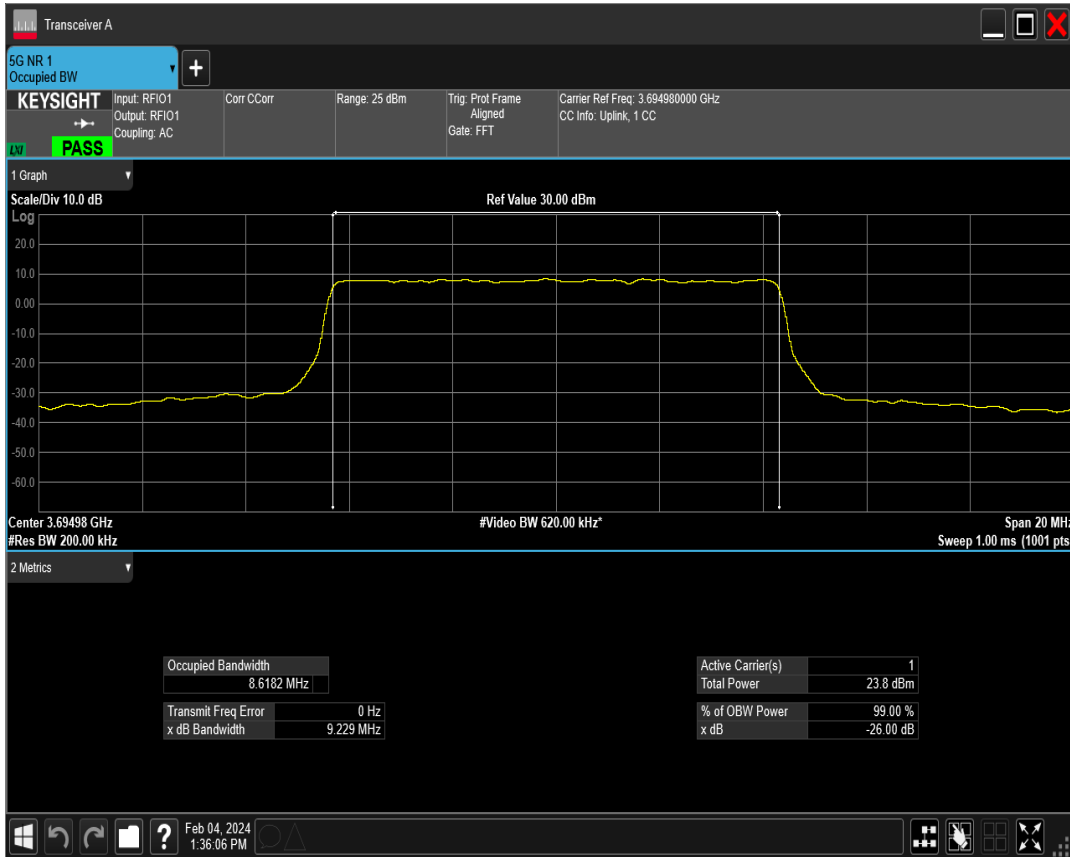 Transceiver A
5G NR 1
Occupied BW
+
KEYSIGHT
LXI
PASS
Input: RFIO1
Output: RFIO1
Coupling: AC
Corr CCorr
Range: 25 dBm
Trig: Prot Frame
Aligned
Gate: FFT
Carrier Ref Freq: 3.694980000 GHz
CC Info: Uplink, 1 CC
1 Graph
Scale/Div 10.0 dB
Ref Value 30.00 dBm
Log
20.0
10.0
0.00
-10.0
-20.0
-30.0
-40.0
-50.0
-60.0
Center 3.69498 GHz
#Video BW 620.00 kHz*
Span 20 MHz
#Res BW 200.00 kHz
Sweep 1.00 ms (1001 pts
2 Metrics
Occupied Bandwidth
8.6182 MHz
Transmit Freq Error 0 Hz
x dB Bandwidth 9.229 MHz
Active Carrier(s) 1
Total Power 23.8 dBm
% of OBW Power 99.00 %
x dB -26.00 dB
?
Feb 04, 2024
1:36:06 PM